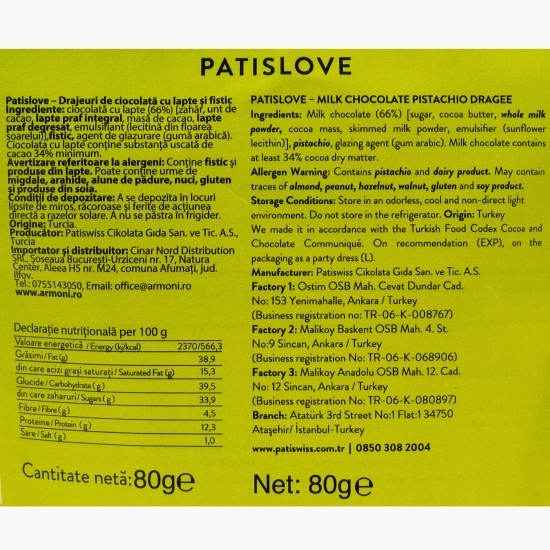 PATISLOVE
Patislove – Drajeuri de ciocolată cu lapte și fistic
Ingrediente: ciocolată cu lapte (66%) [zahăr, unt de
cacao, lapte praf integral, masă de cacao, lapte
praf degresat, emulsifiant (lecitină din floarea
soarelui)],fistic, agent de glazurare (gumă arabică).
Ciocolata cu lapte conține substanță uscată de
cacao 34% minimum.
Avertizare referitoare la alergeni: Conține fistic și
produse din lapte. Poate conține urme de
migdale, arahide, alune de pădure, nuci, gluten
și produse din soia.
Condiții de depozitare: A se depozita în locuri
lipsite de miros, răcoroase și ferite de acțiunea
directă a razelor solare. A nu se păstra în frigider.
Origine: Turcia.
Producător: Patiswiss Cikolata Gıda San. ve Tic. A.S.,
Turcia
Importator și distribuitor: Cinar Nord Distribution
SRL, Șoseaua București-Urziceni nr. 17, Natura
Center, Aleea H5 nr. M24, comuna Afumați, jud.
Ilfov.
Tel.: 0755143050, Email: office@armoni.ro
www.armoni.ro
Declarație nutrițională per 100 g
Valoare energetică / Energy (kj/kcal) 2370/566,3
Grăsimi / Fat (g) 38,9
din care acizi grași saturați / Saturated Fat (g) 15,3
Glucide / Carbohydrate ( g ) 39,5
din care zaharuri / Sugars ( g ) 33,9
Fibre / Fibre ( g ) 4,5
Proteine / Protein ( g ) 12,3
Sare / Salt ( g ) 1,0
Cantitate netă: 80g℮
PATISLOVE – MILK CHOCOLATE PISTACHIO DRAGEE
Ingredients: Milk chocolate (66%) [sugar, cocoa butter, whole milk
powder, cocoa mass, skimmed milk powder, emulsifier (sunflower
lecithin)], pistachio, glazing agent (gum arabic). Milk chocolate contains
at least 34% cocoa dry matter.
Allergen Warning: Contains pistachio and dairy product. May contain
traces of almond, peanut, hazelnut, walnut, gluten and soy product.
Storage Conditions: Store in an odorless, cool and non-direct light
environment. Do not store in the refrigerator. Origin: Turkey
We made it in accordance with the Turkish Food Codex Cocoa and
Chocolate Communiqué. On recommendation (EXP), on the
packaging as a party dress (L).
Manufacturer: Patiswiss Cikolata Gıda San. ve Tic. A.S.
Factory 1: Ostim OSB Mah. Cevat Dundar Cad.
No: 153 Yenimahalle, Ankara / Turkey
(Business registration no: TR-06-K-008767)
Factory 2: Malikoy Baskent OSB Mah. 4. St.
No:9 Sincan, Ankara / Turkey
(Business registration No: TR-06-K-068906)
Factory 3: Malikoy Anadolu OSB Mah. 12. Cad.
No: 12 Sincan, Ankara / Turkey
(Business registration No: TR-06-K-080897)
Branch: Atatürk 3rd Street No:1 Flat:1 34750
Ataşehir/ İstanbul-Turkey
www.patiswiss.com.tr | 0850 308 2004
Net: 80g℮